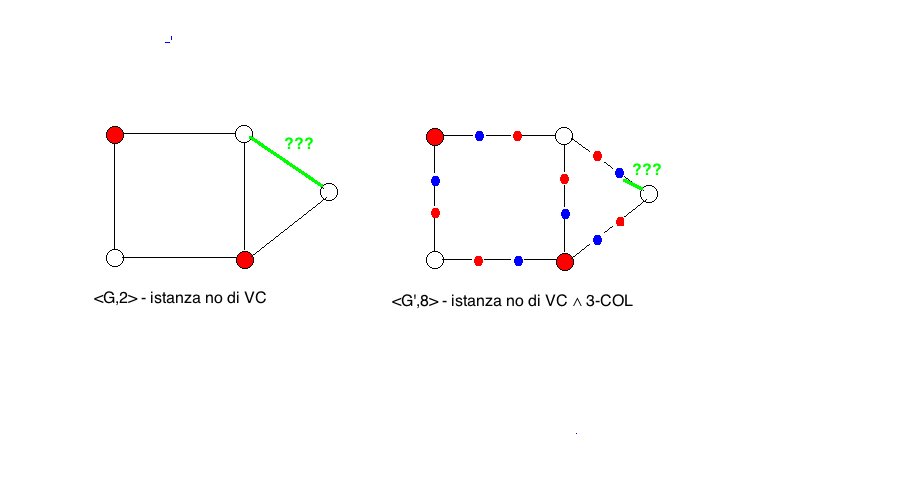 ???
???
<G,2> - istanza no di VC
<G',8> - istanza no di VC ∧ 3-COL